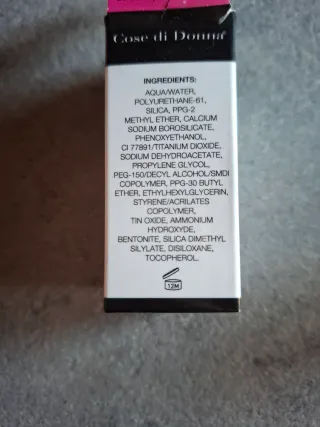 Cose di Donna®
INGREDIENTS:
AQUA/WATER,
POLYURETHANE-61,
SILICA, PPG-2
METHYL ETHER, CALCIUM
SODIUM BOROSILICATE,
PHENOXYETHANOL,
CI 77891/TITANIUM DIOXIDE,
SODIUM DEHYDROACETATE,
PROPYLENE GLYCOL,
PEG-150/DECYL ALCOHOL/SMDI
COPOLYMER, PPG-30 BUTYL
ETHER, ETHYLHEXYLGLYCERIN,
STYRENE/ACRILATES
COPOLYMER,
TIN OXIDE, AMMONIUM
HYDROXYDE,
BENTONITE, SILICA DIMETHYL
SILYLATE, DISILOXANE,
TOCOPHEROL.
12M